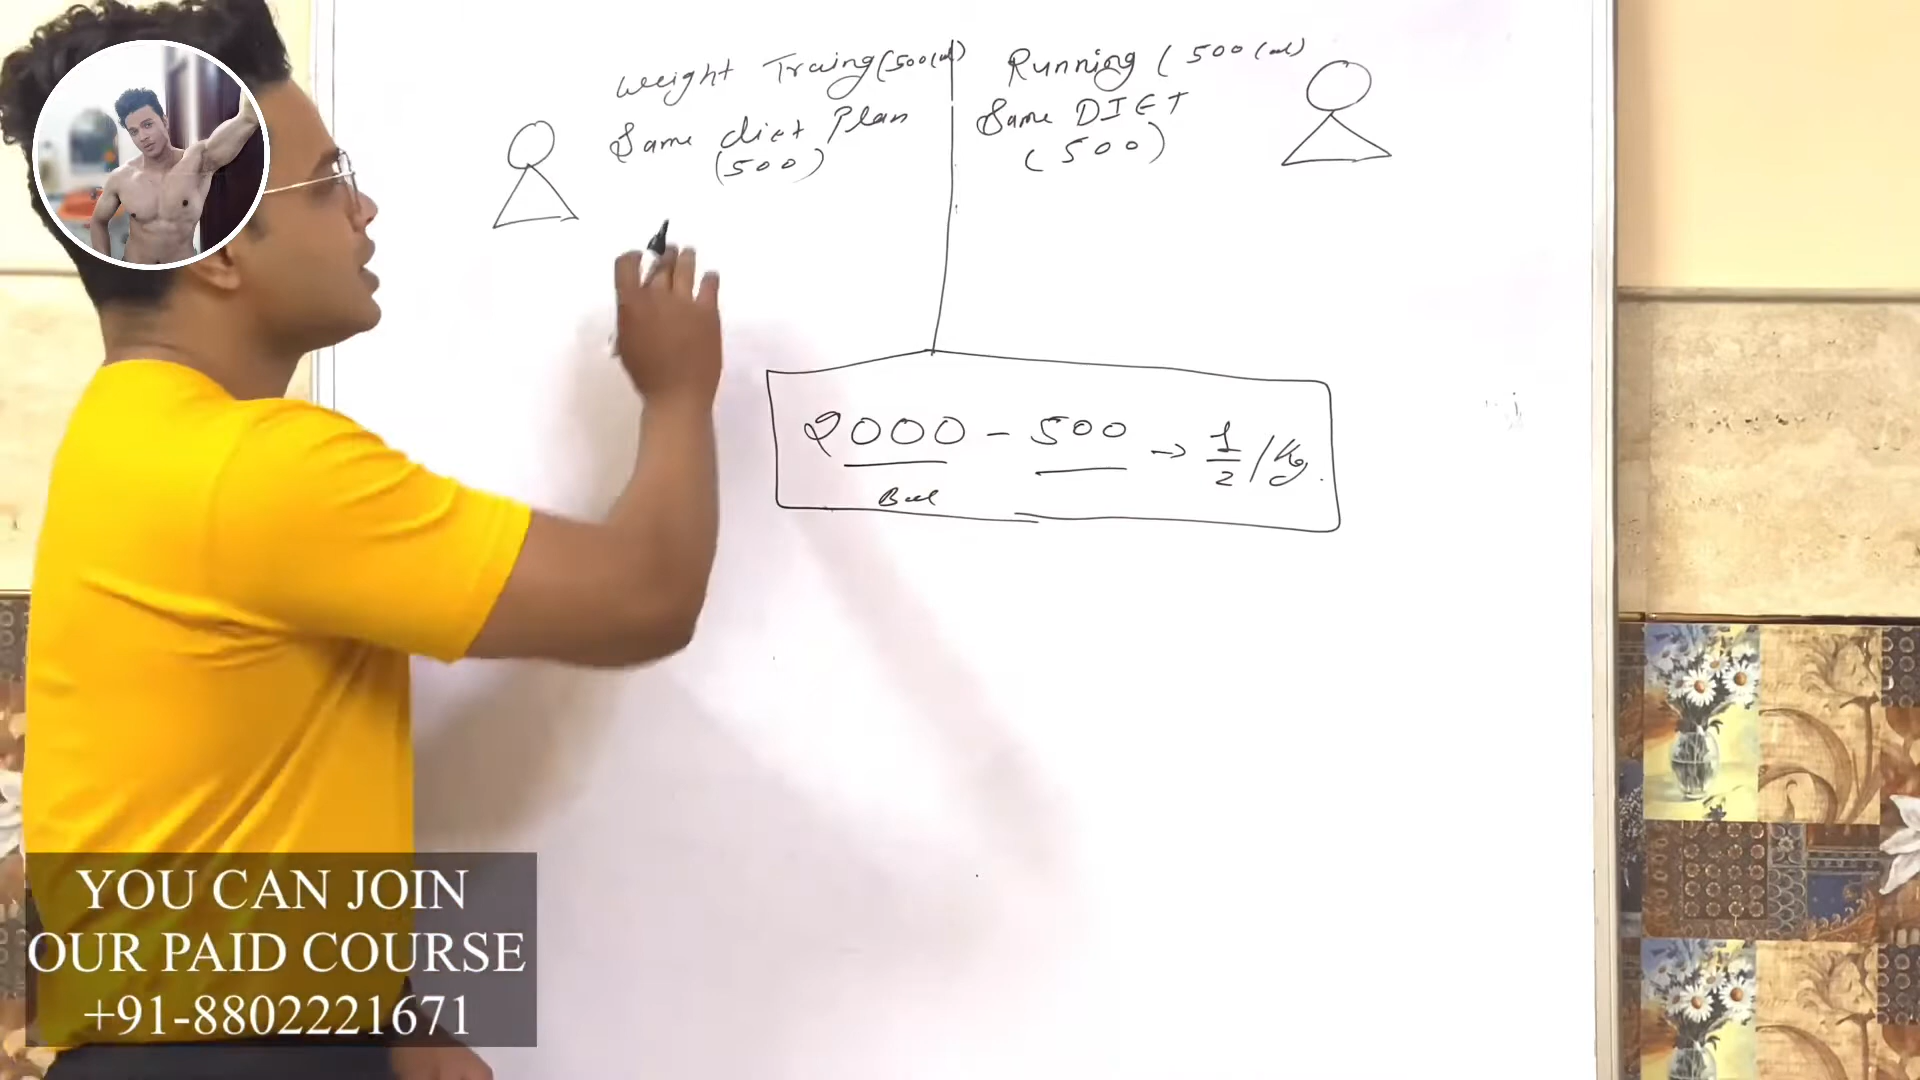 Weight Traing (500 Cal)
Same diet Plan
(500)
Running (500 Cal)
Same DIET
(500)
2000 - 500 → 1/2 / Kg.
YOU CAN JOIN
OUR PAID COURSE
+91-8802221671